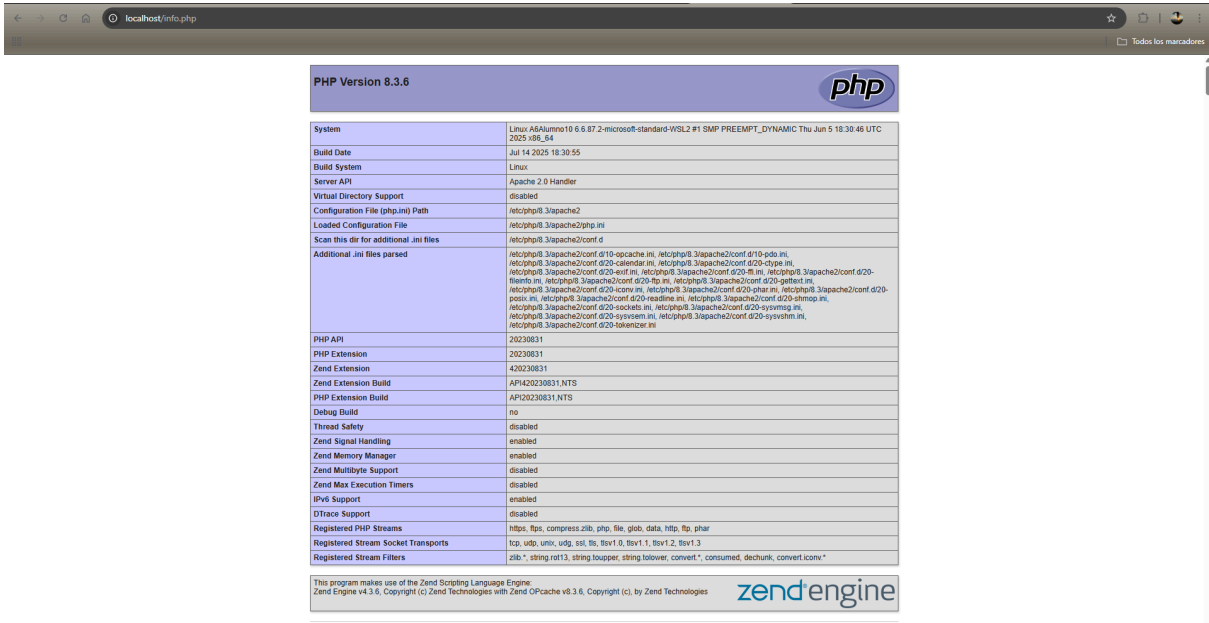 localhost/info.php
Todos los marcadores
PHP Version 8.3.6
php
System
Linux A6Alumno10 6.6.87.2-microsoft-standard-WSL2 #1 SMP PREEMPT_DYNAMIC Thu Jun 5 18:30:46 UTC
2025 x86_64
Build Date
Jul 14 2025 18:30:55
Build System
Linux
Server API
Apache 2.0 Handler
Virtual Directory Support
disabled
Configuration File (php.ini) Path
/etc/php/8.3/apache2
Loaded Configuration File
/etc/php/8.3/apache2/php.ini
Scan this dir for additional .ini files
/etc/php/8.3/apache2/conf.d
Additional .ini files parsed
/etc/php/8.3/apache2/conf.d/10-opcache.ini, /etc/php/8.3/apache2/conf.d/10-pdo.ini,
/etc/php/8.3/apache2/conf.d/20-calendar.ini, /etc/php/8.3/apache2/conf.d/20-ctype.ini,
/etc/php/8.3/apache2/conf.d/20-exif.ini, /etc/php/8.3/apache2/conf.d/20-ffi.ini, /etc/php/8.3/apache2/conf.d/20-
fileinfo.ini, /etc/php/8.3/apache2/conf.d/20-ftp.ini, /etc/php/8.3/apache2/conf.d/20-gettext.ini,
/etc/php/8.3/apache2/conf.d/20-iconv.ini, /etc/php/8.3/apache2/conf.d/20-phar.ini, /etc/php/8.3/apache2/conf.d/20-
posix.ini, /etc/php/8.3/apache2/conf.d/20-readline.ini, /etc/php/8.3/apache2/conf.d/20-shmop.ini,
/etc/php/8.3/apache2/conf.d/20-sockets.ini, /etc/php/8.3/apache2/conf.d/20-sysvmsg.ini,
/etc/php/8.3/apache2/conf.d/20-sysvsem.ini, /etc/php/8.3/apache2/conf.d/20-sysvshm.ini,
/etc/php/8.3/apache2/conf.d/20-tokenizer.ini
PHP API
20230831
PHP Extension
20230831
Zend Extension
420230831
Zend Extension Build
API420230831,NTS
PHP Extension Build
API20230831,NTS
Debug Build
no
Thread Safety
disabled
Zend Signal Handling
enabled
Zend Memory Manager
enabled
Zend Multibyte Support
disabled
Zend Max Execution Timers
disabled
IPv6 Support
enabled
DTrace Support
disabled
Registered PHP Streams
https, ftps, compress.zlib, php, file, glob, data, http, ftp, phar
Registered Stream Socket Transports
tcp, udp, unix, udg, ssl, tls, tlsv1.0, tlsv1.1, tlsv1.2, tlsv1.3
Registered Stream Filters
zlib.*, string.rot13, string.toupper, string.tolower, convert.*, consumed, dechunk, convert.iconv.*
This program makes use of the Zend Scripting Language Engine:
Zend Engine v4.3.6, Copyright (c) Zend Technologies with Zend OPcache v8.3.6, Copyright (c), by Zend Technologies
zend engine